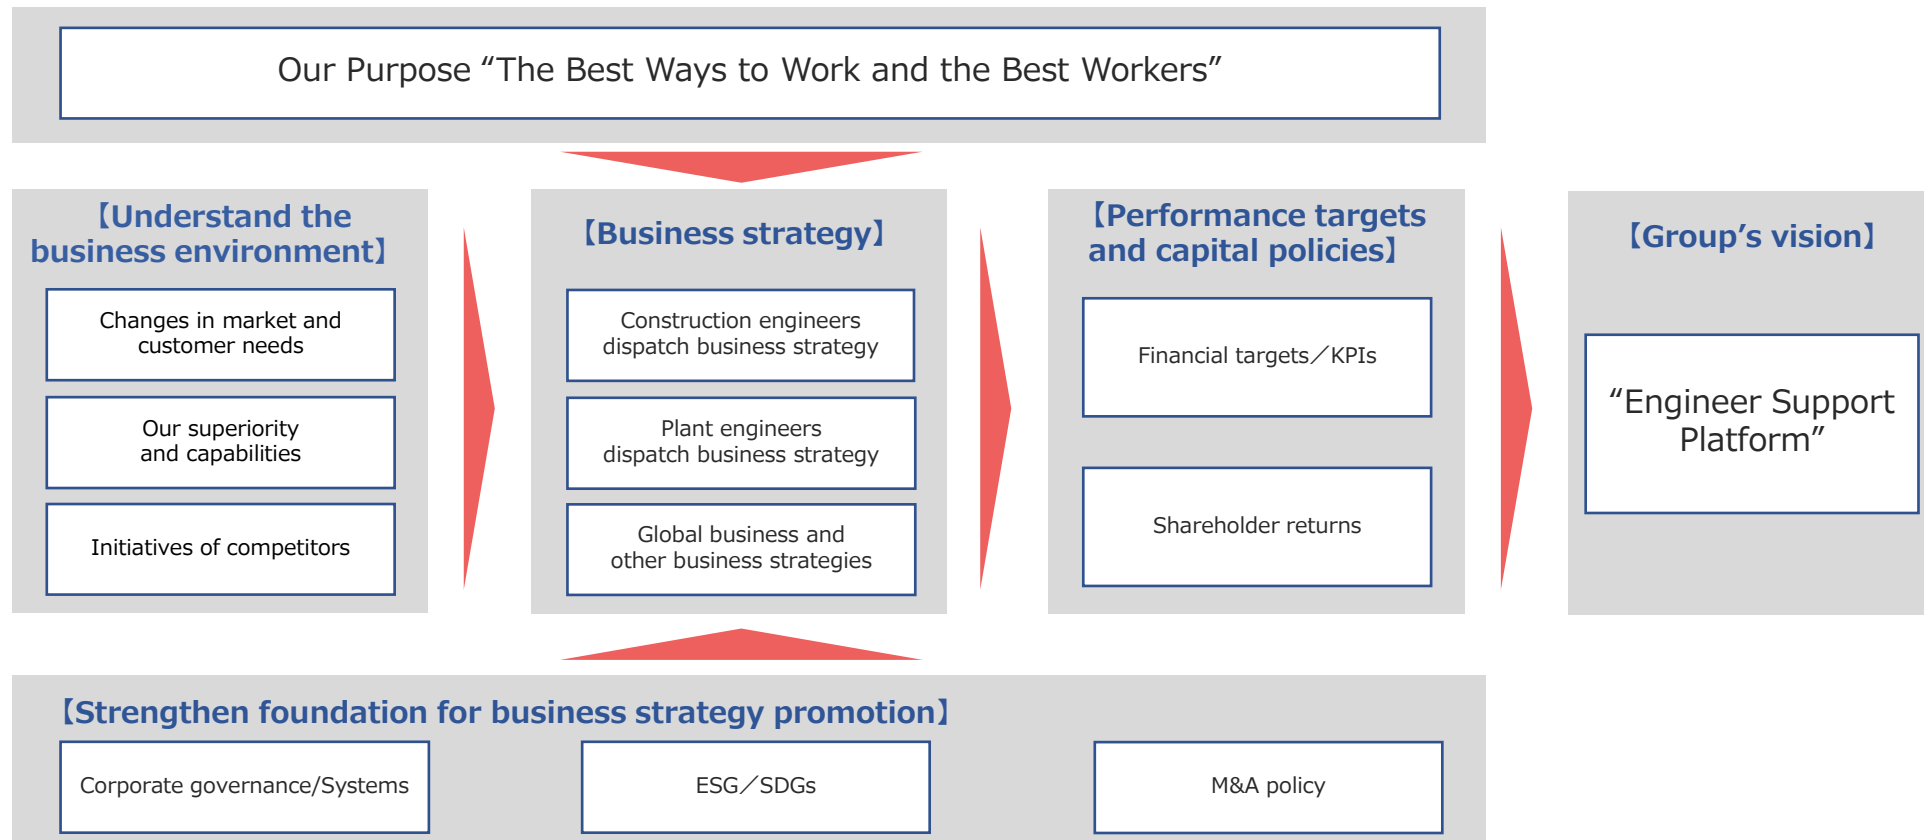 Our Purpose “The Best Ways to Work and the Best Workers”
【Understand the
business environment】
Changes in market and
customer needs
Our superiority
and capabilities
Initiatives of competitors
【Business strategy】
Construction engineers
dispatch business strategy
Plant engineers
dispatch business strategy
Global business and
other business strategies
【Performance targets
and capital policies】
Financial targets／KPIs
Shareholder returns
【Group’s vision】
“Engineer Support
Platform”
【Strengthen foundation for business strategy promotion】
Corporate governance/Systems
ESG／SDGs
M&A policy